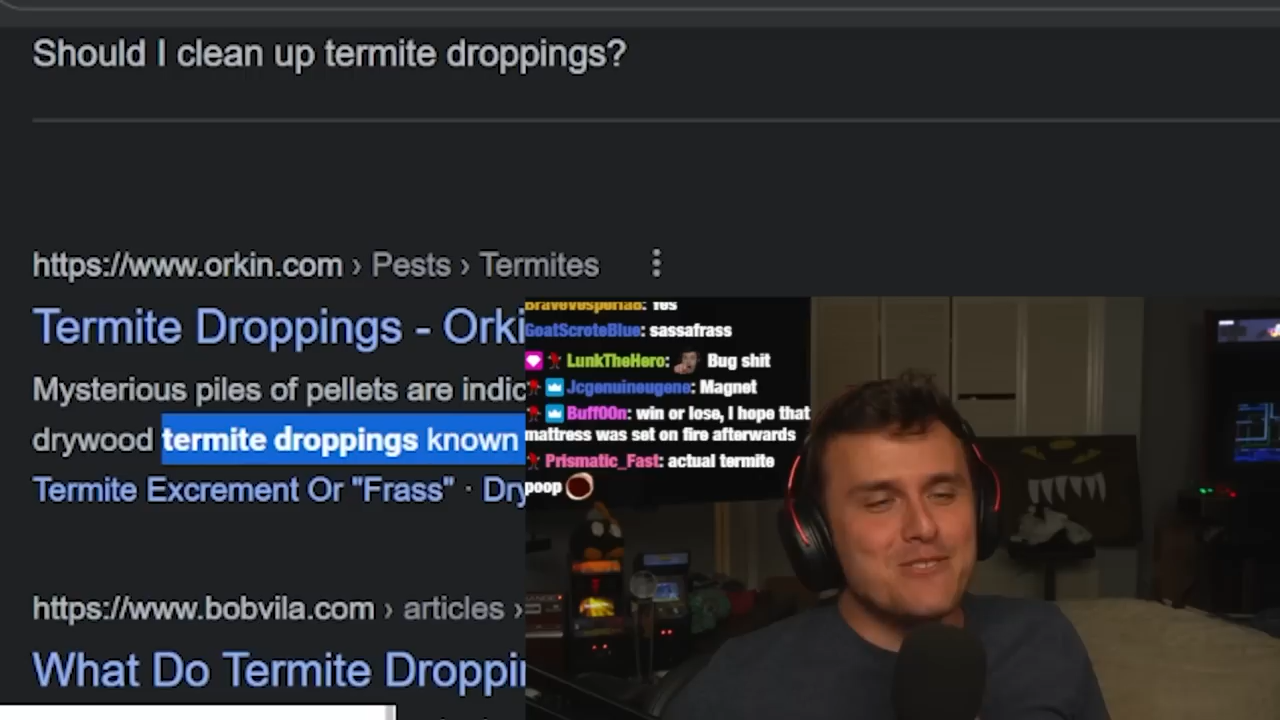 Should I clean up termite droppings?
https://www.orkin.com › Pests › Termites
Termite Droppings - Orki
Mysterious piles of pellets are indic
drywood termite droppings known
Termite Excrement Or "Frass" · Dry
https://www.bobvila.com › articles ›
What Do Termite Droppi
Yes
GoatScroteBlue: sassafrass
LunkTheHero: Bug shit
Jcgenuineugene: Magnet
Buff00n: win or lose, I hope that
mattress was set on fire afterwards
Prismatic_Fast: actual termite
poop